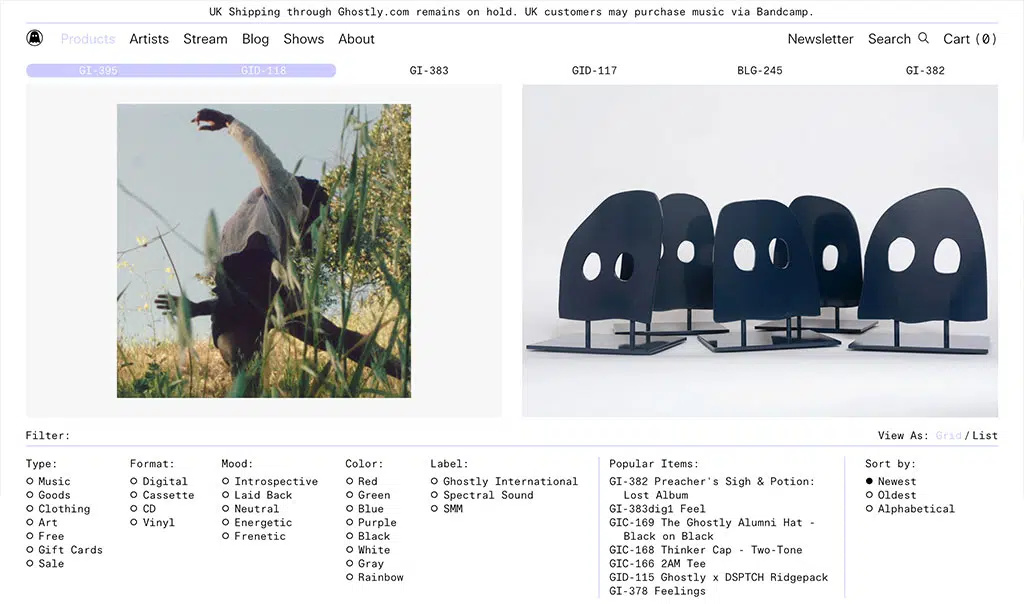 UK Shipping through Ghostly.com remains on hold. UK customers may purchase music via Bandcamp.
Products Artists Stream Blog Shows About Newsletter Search Cart (0)
GI-395 GID-118 GI-383 GID-117 BLG-245 GI-382
Filter: View As: Grid/List
Type:
Music
Goods
Clothing
Art
Free
Gift Cards
Sale
Format:
Digital
Cassette
CD
Vinyl
Mood:
Introspective
Laid Back
Neutral
Energetic
Frenetic
Color:
Red
Green
Blue
Purple
Black
White
Gray
Rainbow
Label:
Ghostly International
Spectral Sound
SMM
Popular Items:
GI-382 Preacher's Sigh & Potion:
Lost Album
GI-383dig1 Feel
GIC-169 The Ghostly Alumni Hat -
Black on Black
GIC-168 Thinker Cap - Two-Tone
GIC-166 2AM Tee
GID-115 Ghostly x DSPTCH Ridgepack
GI-378 Feelings
Sort by:
Newest
Oldest
Alphabetical